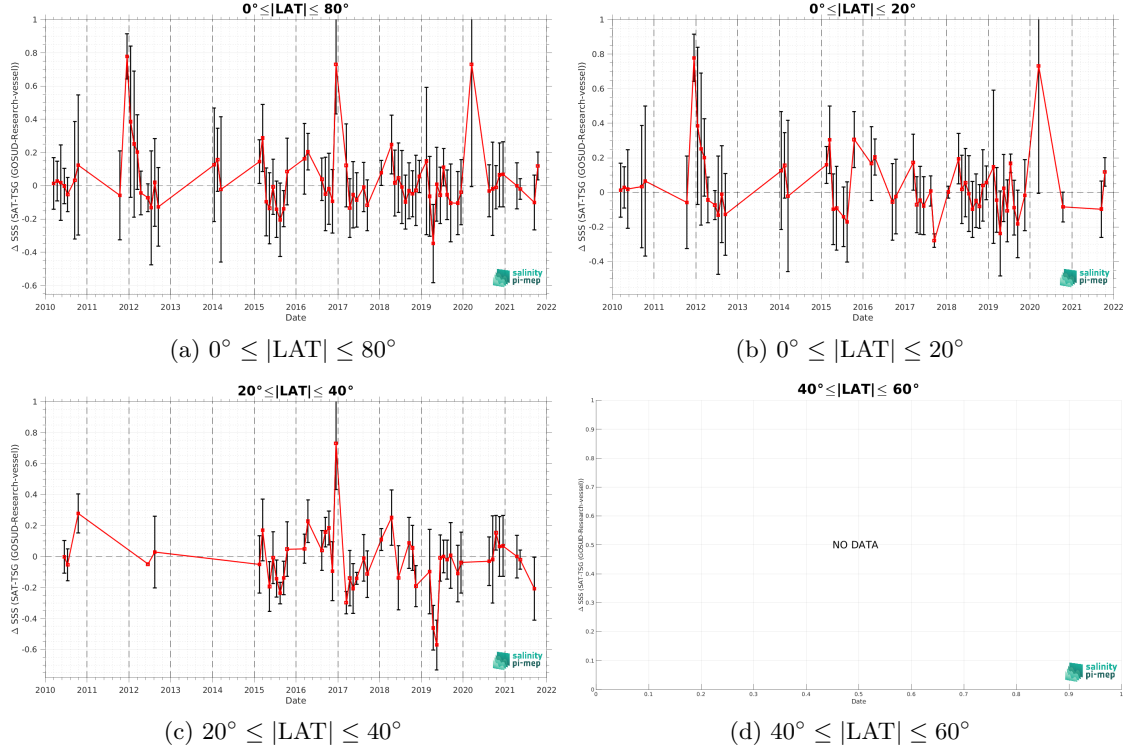 0°≤|LAT|≤ 80°
1
0.8
0.6
0.4
0.2
0
-0.2
-0.4
-0.6
Δ SSS (SAT-TSG (GOSUD-Research-vessel))
2010 2011 2012 2013 2014 2015 2016 2017 2018 2019 2020 2021 2022
Date
salinity
pi-mep
(a) 0° ≤ |LAT| ≤ 80°
0°≤|LAT|≤ 20°
1
0.8
0.6
0.4
0.2
0
-0.2
-0.4
Δ SSS (SAT-TSG (GOSUD-Research-vessel))
2010 2011 2012 2013 2014 2015 2016 2017 2018 2019 2020 2021 2022
Date
salinity
pi-mep
(b) 0° ≤ |LAT| ≤ 20°
20°≤|LAT|≤ 40°
1
0.8
0.6
0.4
0.2
0
-0.2
-0.4
-0.6
Δ SSS (SAT-TSG (GOSUD-Research-vessel))
2010 2011 2012 2013 2014 2015 2016 2017 2018 2019 2020 2021 2022
Date
salinity
pi-mep
(c) 20° ≤ |LAT| ≤ 40°
40°≤|LAT|≤ 60°
1
0.9
0.8
0.7
0.6
0.5
0.4
0.3
0.2
0.1
0
Δ SSS (SAT-TSG (GOSUD-Research-vessel))
NO DATA
0 0.1 0.2 0.3 0.4 0.5 0.6 0.7 0.8 0.9 1
Date
salinity
pi-mep
(d) 40° ≤ |LAT| ≤ 60°